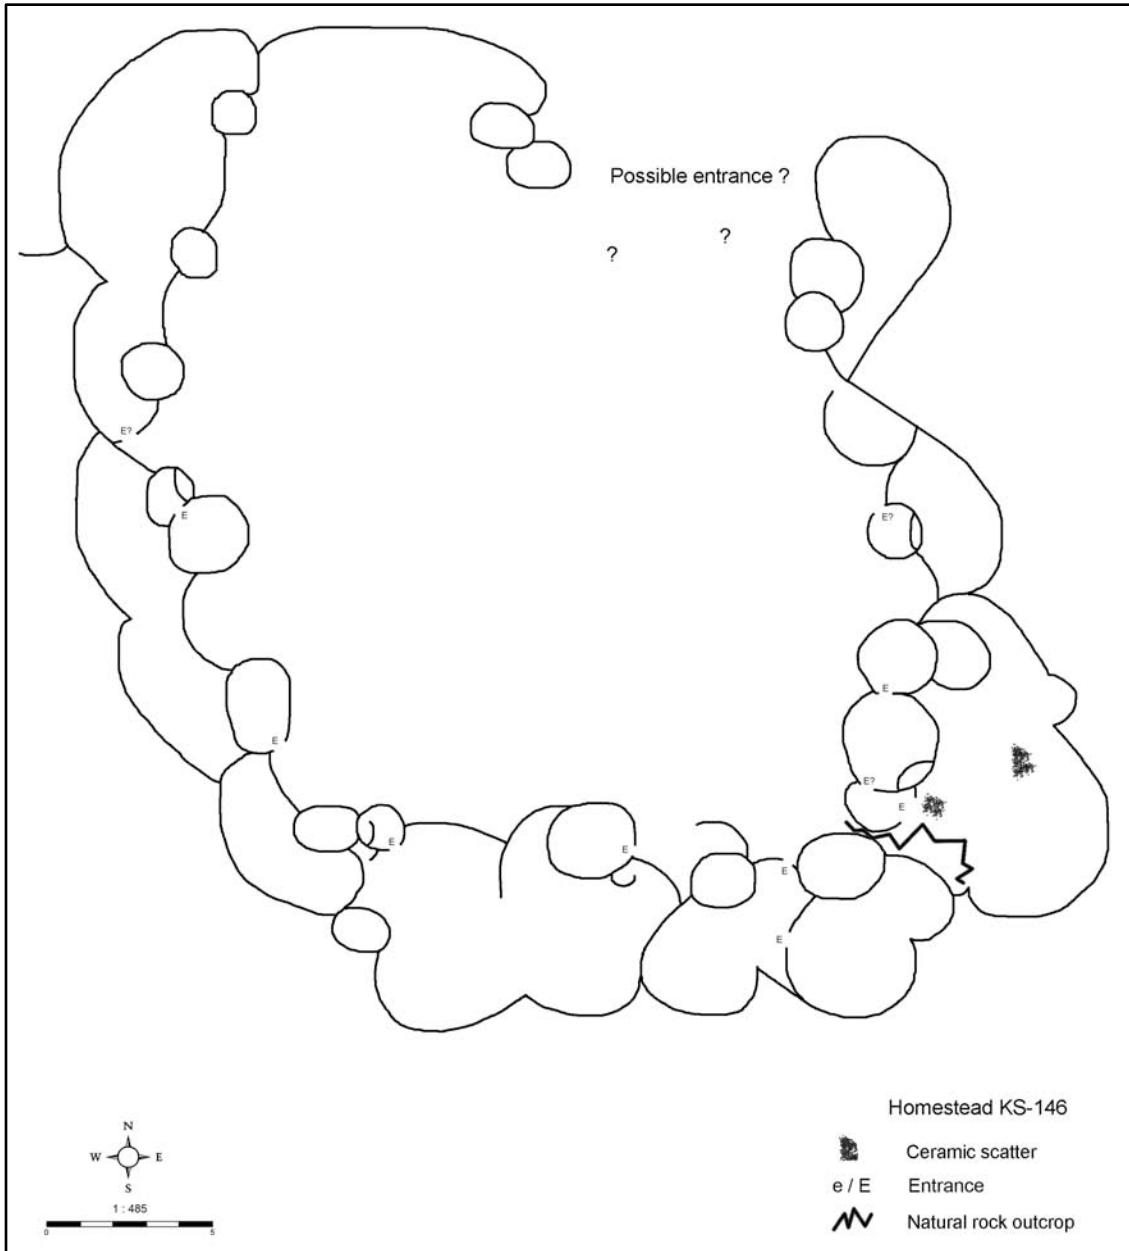 Possible entrance ?
?
?
E?
E
E?
E
E
E?
E
E
E
E
E
Homestead KS-146
Ceramic scatter
e / E Entrance
Natural rock outcrop
N
W E
S
1 : 485
0 5